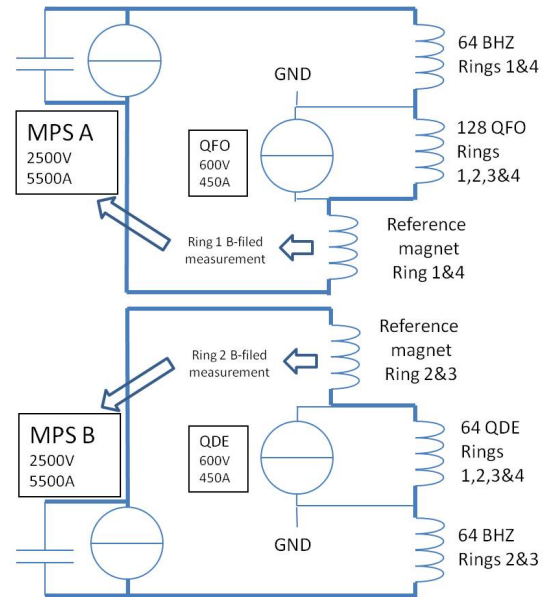 64 BHZ
Rings 1&4
GND
MPS A
2500V
5500A
QFO
600V
450A
128 QFO
Rings
1,2,3&4
Ring 1 B-filed
measurement
Reference
magnet
Ring 1&4
Reference
magnet
Ring 2&3
Ring 2 B-filed
measurement
MPS B
2500V
5500A
QDE
600V
450A
64 QDE
Rings
1,2,3&4
GND
64 BHZ
Rings 2&3